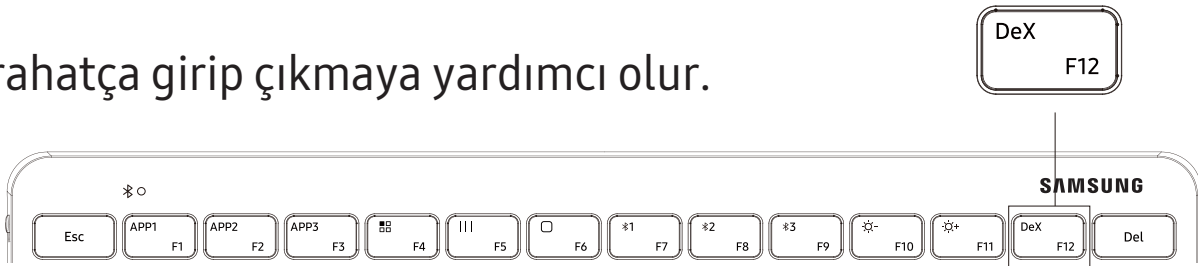 DeX
F12
rahatça girip çıkmaya yardımcı olur.
SAMSUNG
Esc
APP1
F1
APP2
F2
APP3
F3
F4
F5
F6
1
F7
2
F8
3
F9
-
F10
+
F11
DeX
F12
Del